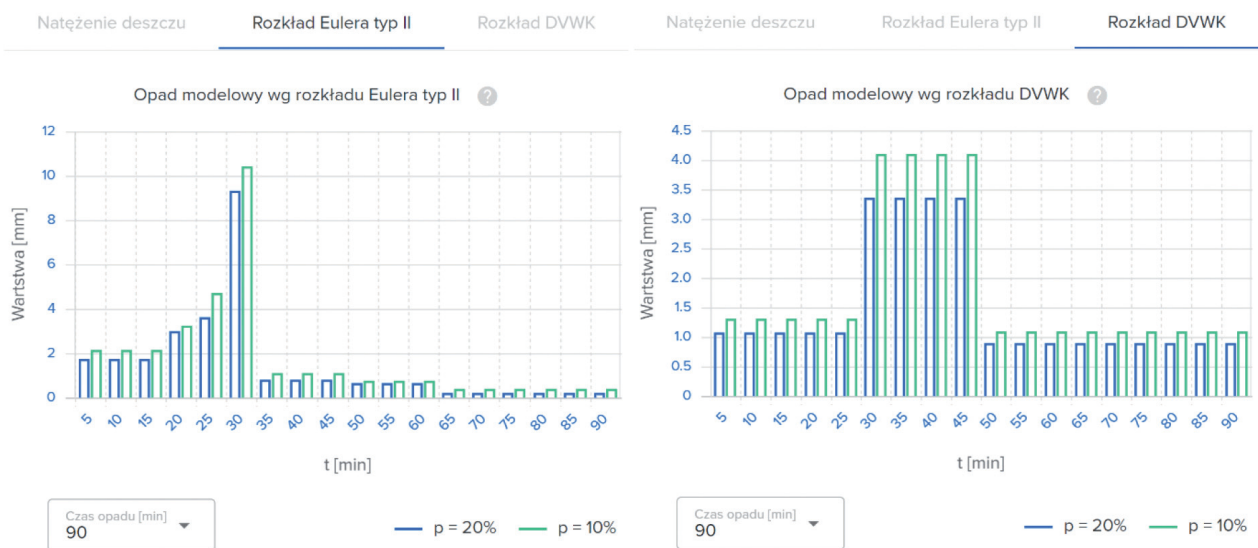 Natężenie deszczu Rozkład Eulera typ II Rozkład DVWK
Opad modelowy wg rozkładu Eulera typ II ?
12
10
8
6
4
2
0
Wartstwa [mm]
5 10 15 20 25 30 35 40 45 50 55 60 65 70 75 80 85 90
t [min]
Czas opadu [min]
90
p = 20% p = 10%
Natężenie deszczu Rozkład Eulera typ II Rozkład DVWK
Opad modelowy wg rozkładu DVWK ?
4.5
4.0
3.5
3.0
2.5
2.0
1.5
1.0
0.5
0
Wartstwa [mm]
5 10 15 20 25 30 35 40 45 50 55 60 65 70 75 80 85 90
t [min]
Czas opadu [min]
90
p = 20% p = 10%